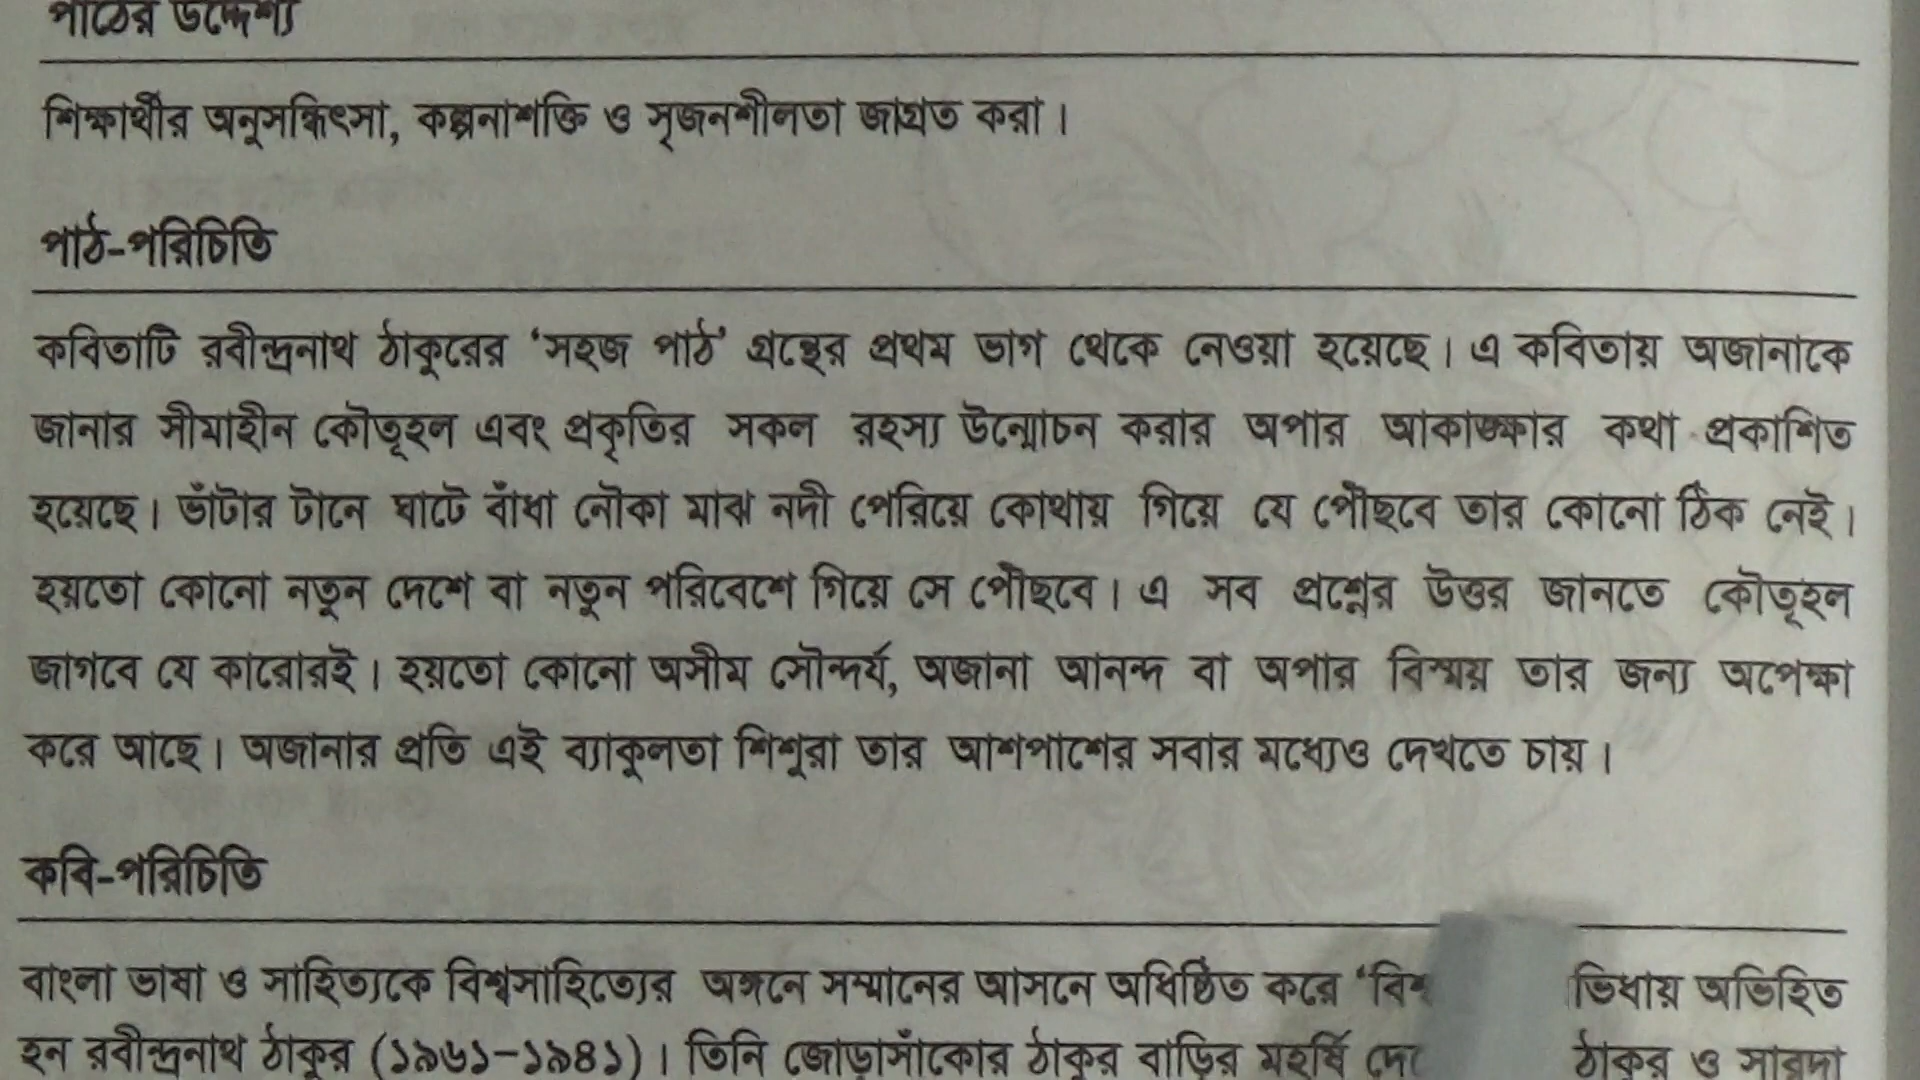 পাঠের উদ্দেশ্য
শিক্ষার্থীর অনুসন্ধিৎসা, কল্পনাশক্তি ও সৃজনশীলতা জাগ্রত করা।
পাঠ-পরিচিতি
কবিতাটি রবীন্দ্রনাথ ঠাকুরের ‘সহজ পাঠ’ গ্রন্থের প্রথম ভাগ থেকে নেওয়া হয়েছে। এ কবিতায় অজানাকে
জানার সীমাহীন কৌতূহল এবং প্রকৃতির সকল রহস্য উন্মোচন করার অপার আকাঙ্ক্ষার কথা প্রকাশিত
হয়েছে। ভাঁটার টানে ঘাটে বাঁধা নৌকা মাঝ নদী পেরিয়ে কোথায় গিয়ে যে পৌঁছবে তার কোনো ঠিক নেই।
হয়তো কোনো নতুন দেশে বা নতুন পরিবেশে গিয়ে সে পৌঁছবে। এ সব প্রশ্নের উত্তর জানতে কৌতূহল
জাগবে যে কারোরই। হয়তো কোনো অসীম সৌন্দর্য, অজানা আনন্দ বা অপার বিস্ময় তার জন্য অপেক্ষা
করে আছে। অজানার প্রতি এই ব্যাকুলতা শিশুরা তার আশপাশের সবার মধ্যেও দেখতে চায়।
কবি-পরিচিতি
বাংলা ভাষা ও সাহিত্যকে বিশ্বসাহিত্যের অঙ্গনে সম্মানের আসনে অধিষ্ঠিত করে অভিহিত
হন রবীন্দ্রনাথ ঠাকুর (১৯৬১-১৯৪১)। তিনি জোড়াসাঁকোর ঠাকুর বাড়ির মহর্ষি ঠাকুর ও সারদা